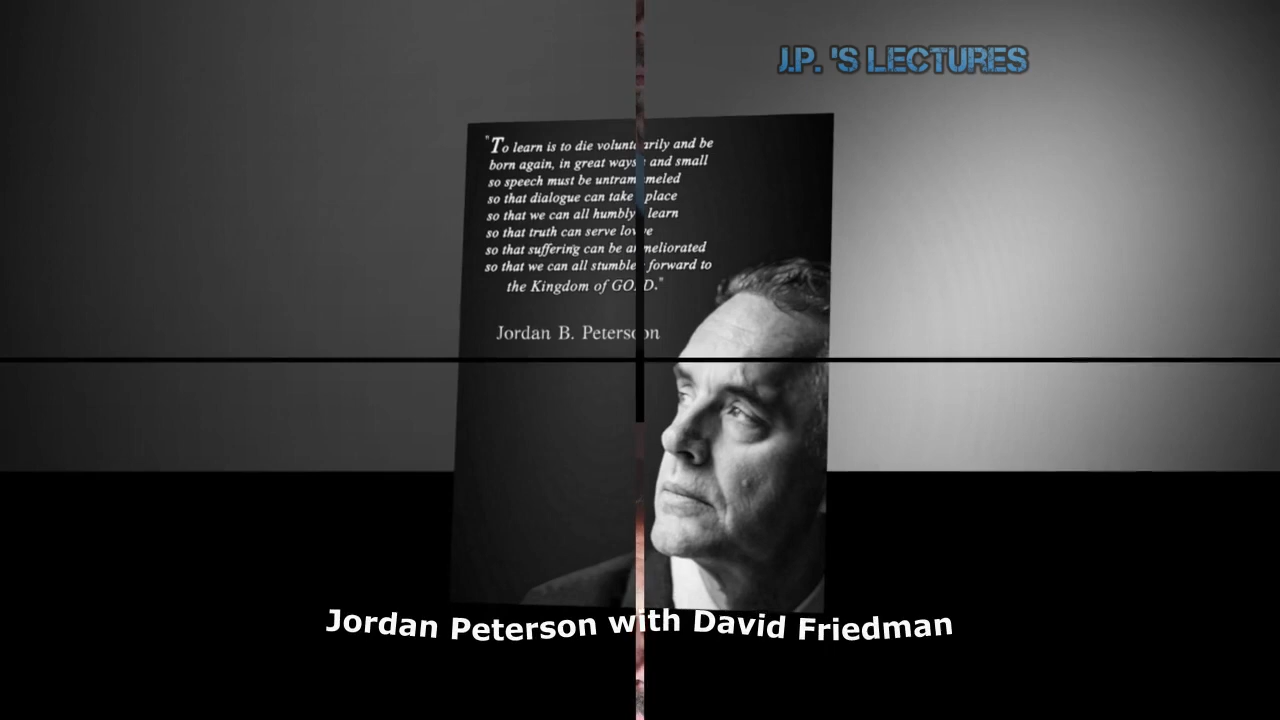 J.P. 'S LECTURES
"To learn is to die voluntarily and be
born again, in great ways and small
so speech must be untrammeled
so that dialogue can take place
so that we can all humbly learn
so that truth can serve love
so that suffering can be ameliorated
so that we can all stumble forward to
the Kingdom of GOD."
Jordan B. Peterson
Jordan Peterson with David Friedman